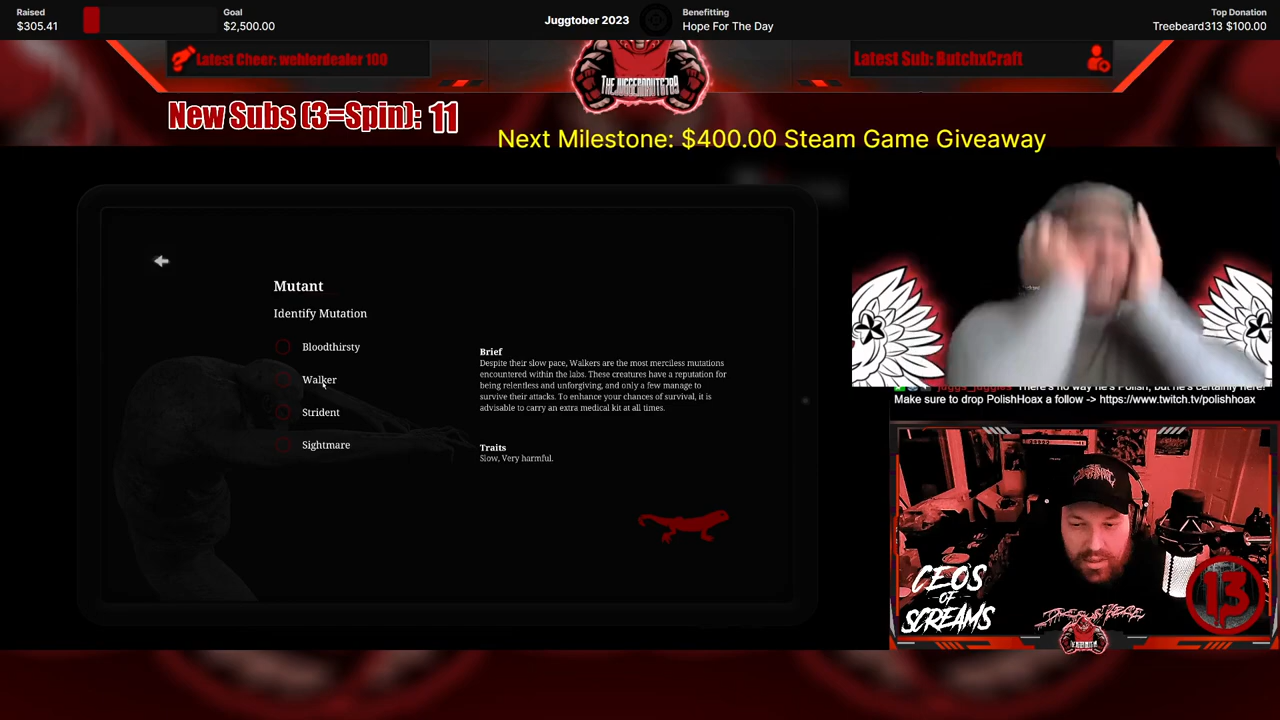 Raised
$305.41
Goal
$2,500.00
Juggtober 2023
Benefitting
Hope For The Day
Top Donation
Treebeard313 $100.00
Latest Cheer: wehlerdealer 100
THEJUGGERNAUT6789
Latest Sub: ButchxCraft
New Subs (3=Spin): 11
Next Milestone: $400.00 Steam Game Giveaway
Mutant
Identify Mutation
Bloodthirsty
Walker
Strident
Sightmare
Brief
Despite their slow pace, Walkers are the most merciless mutations
encountered within the labs. These creatures have a reputation for
being relentless and unforgiving, and only a few manage to
survive their attacks. To enhance your chances of survival, it is
advisable to carry an extra medical kit at all times.
Traits
Slow, Very harmful.
juggs_juggies There's no way he's Polish, but he's certainly here!
Make sure to drop PolishHoax a follow -> https://www.twitch.tv/polishhoax
CEOS
OF
SCREAMS
13